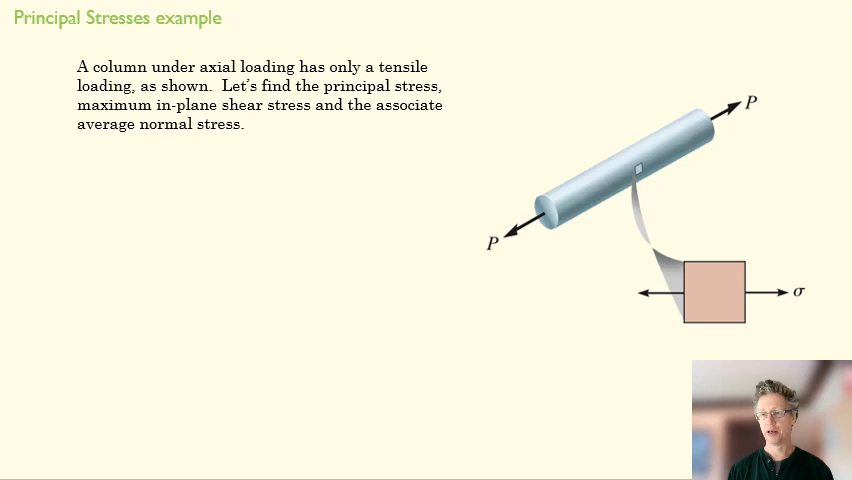 Principal Stresses example
A column under axial loading has only a tensile
loading, as shown.  Let's find the principal stress,
maximum in-plane shear stress and the associate
average normal stress.
P
P
σ